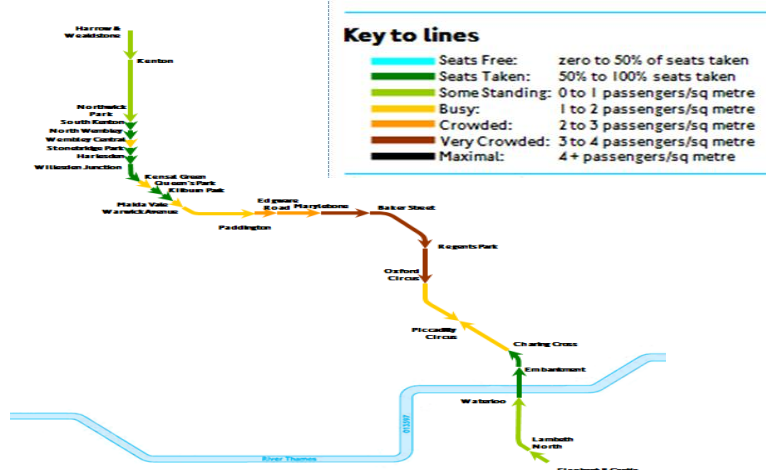 Key to lines
Seats Free: zero to 50% of seats taken
Seats Taken: 50% to 100% seats taken
Some Standing: 0 to 1 passengers/sq metre
Busy: 1 to 2 passengers/sq metre
Crowded: 2 to 3 passengers/sq metre
Very Crowded: 3 to 4 passengers/sq metre
Maximal: 4+ passengers/sq metre
Harrow &
Wealdstone
Kenton
Northwick
Park
South Kenton
North Wembley
Wembley Central
Stonebridge Park
Harlesden
Willesden Junction
Kensal Green
Queen's Park
Kilburn Park
Maida Vale
Warwick Avenue
Paddington
Edgware
Road
Marylebone
Baker Street
Regents Park
Oxford
Circus
Piccadilly
Circus
Charing Cross
Embankment
Waterloo
Lambeth
North
River Thames